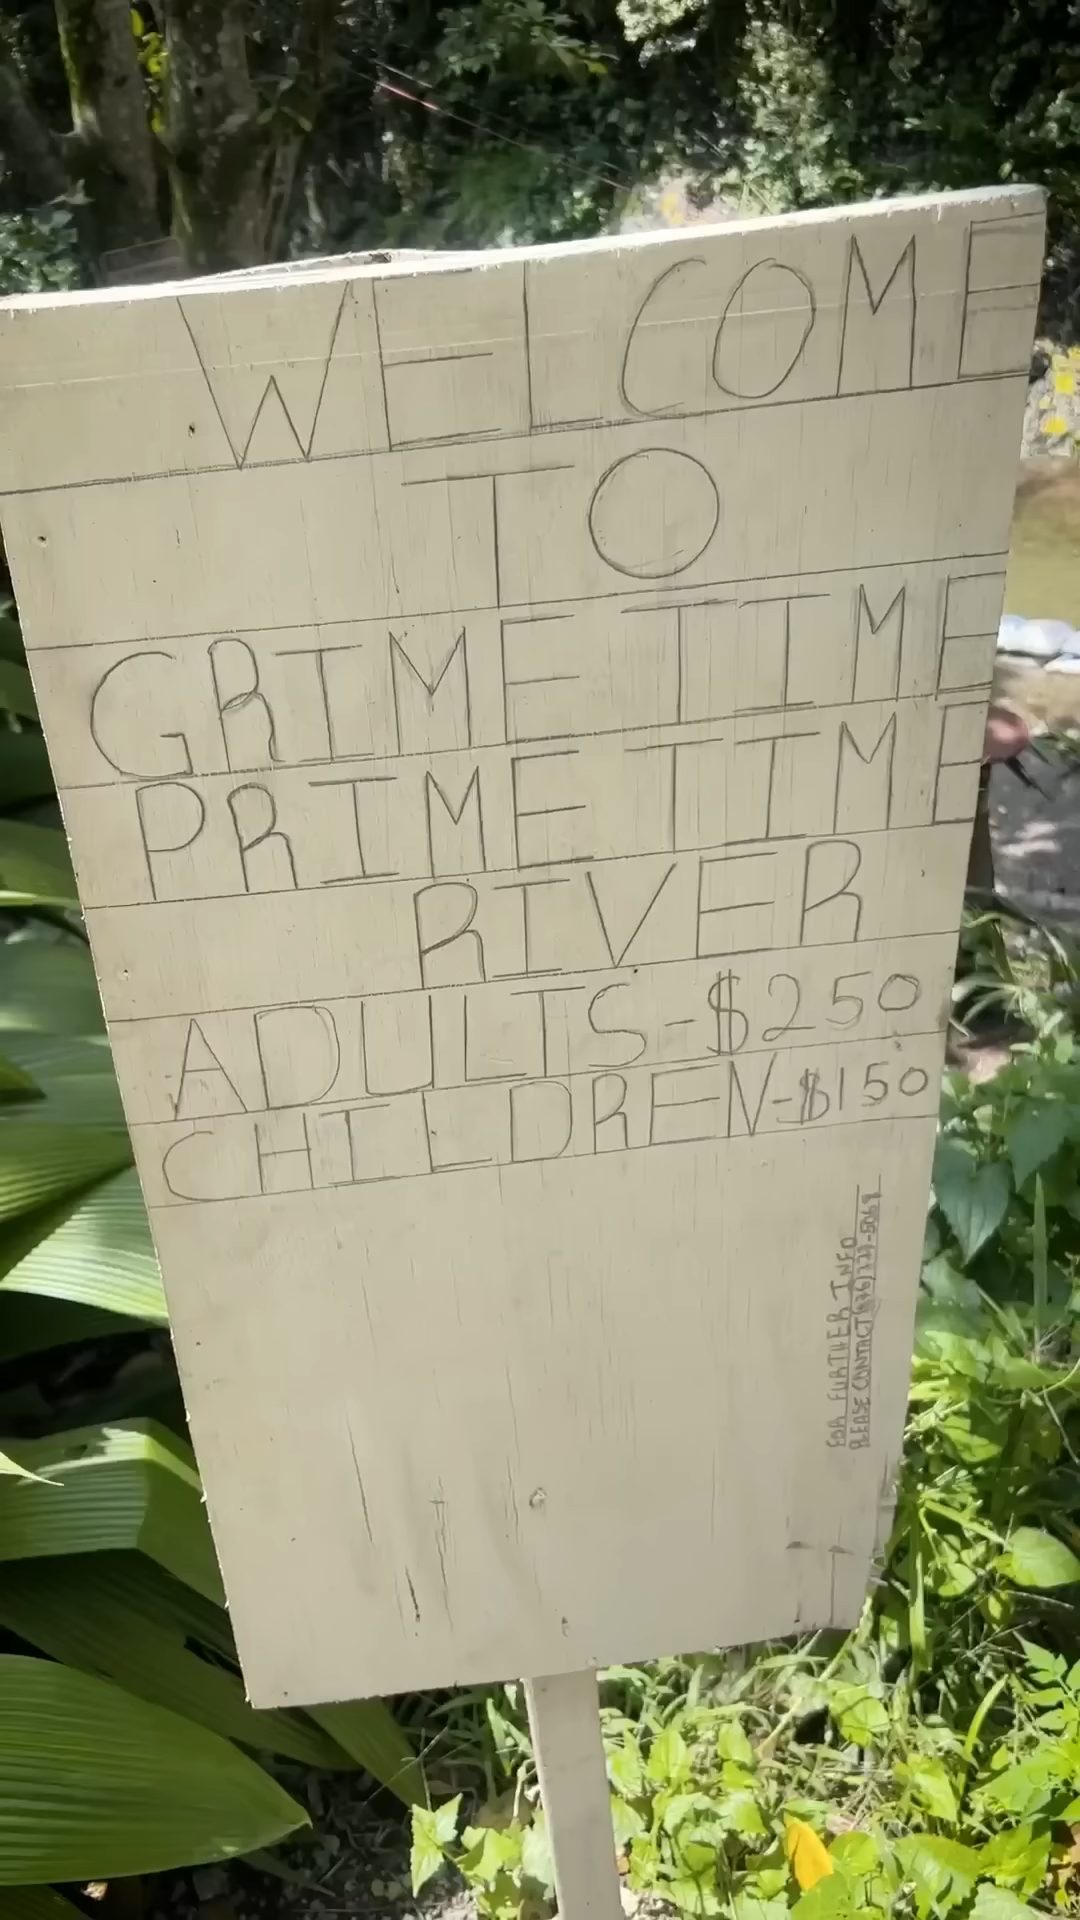 WELCOME
TO
GRIME TIME
PRIME TIME
RIVER
ADULTS-$250
CHILDREN-$150
FOR FURTHER INFO
PLEASE CONTACT